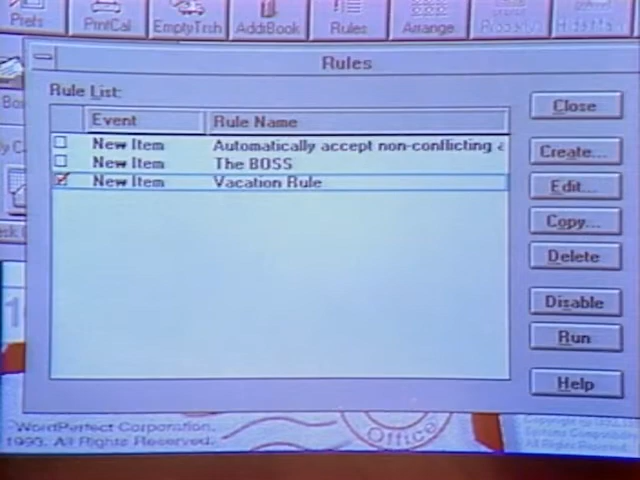 Prefs PrntCal EmptyTrsh AddrBook Rules Arrange
Rules
Rule List:
Event Rule Name
New Item Automatically accept non-conflicting a
New Item The BOSS
New Item Vacation Rule
Close
Create...
Edit...
Copy...
Delete
Disable
Run
Help
WordPerfect Corporation,
1993. All Rights Reserved.
Office